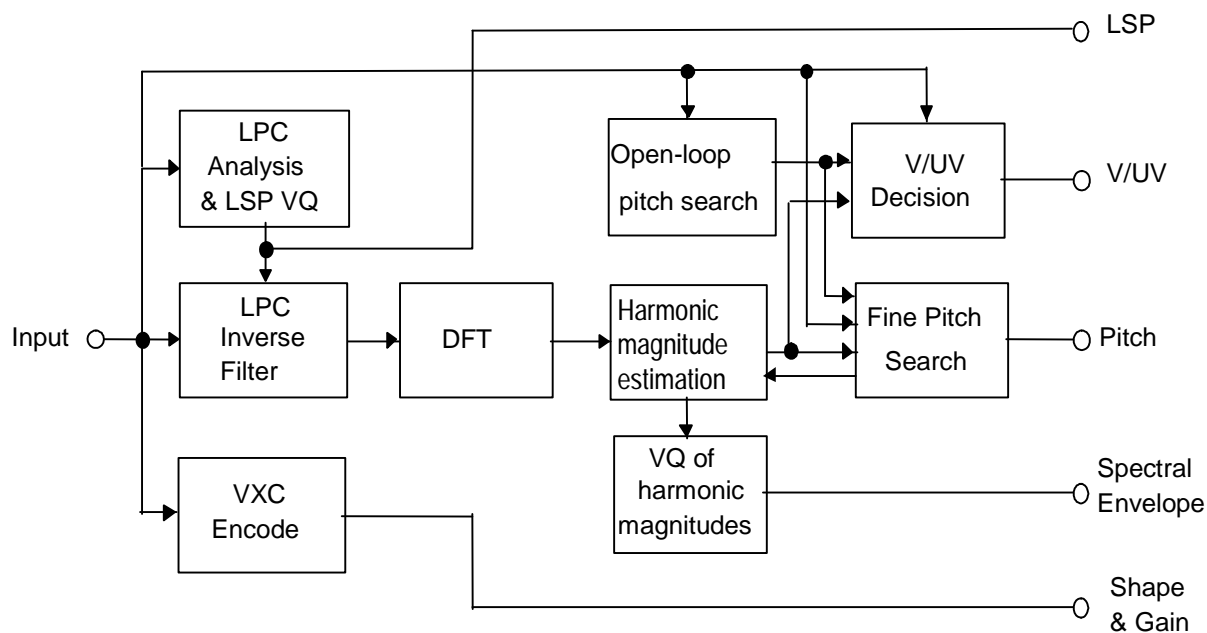 LSP
LPC
Analysis
& LSP VQ
Open-loop
pitch search
V/UV
Decision
V/UV
Input
LPC
Inverse
Filter
DFT
Harmonic
magnitude
estimation
Fine Pitch
Search
Pitch
VQ of
harmonic
magnitudes
Spectral
Envelope
VXC
Encode
Shape
& Gain